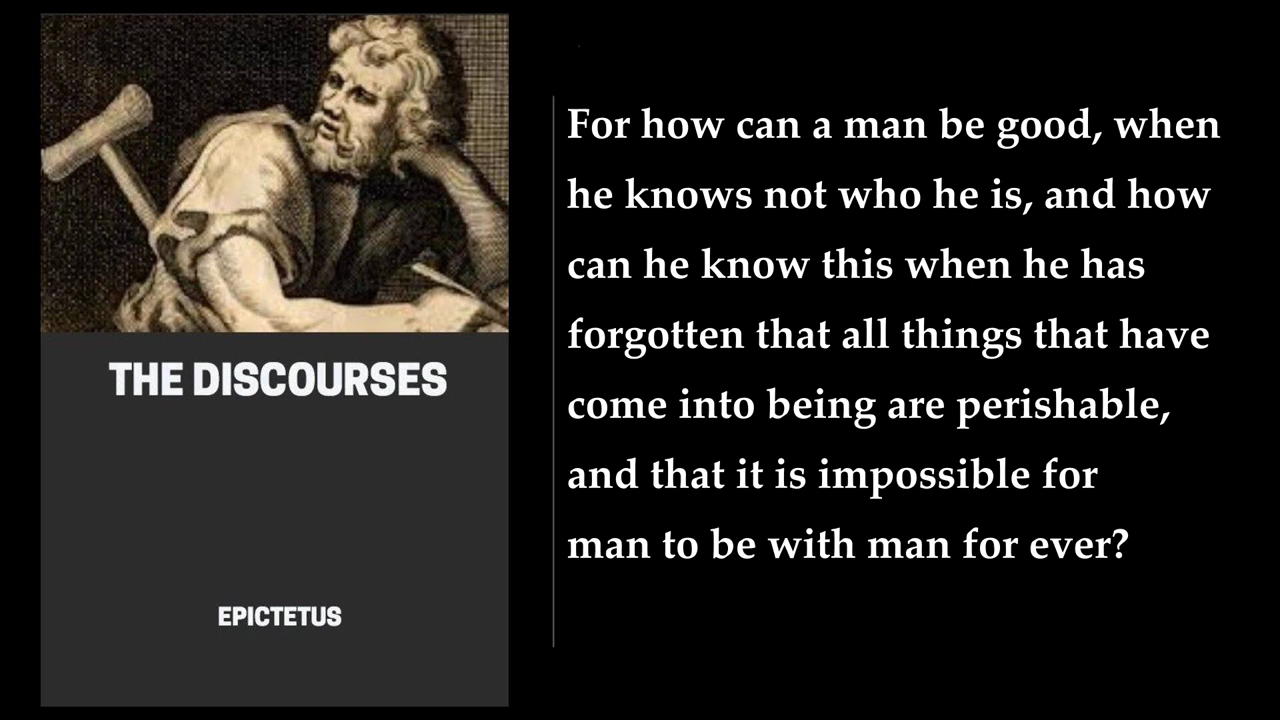 THE DISCOURSES
EPICTETUS
For how can a man be good, when
he knows not who he is, and how
can he know this when he has
forgotten that all things that have
come into being are perishable,
and that it is impossible for
man to be with man for ever?